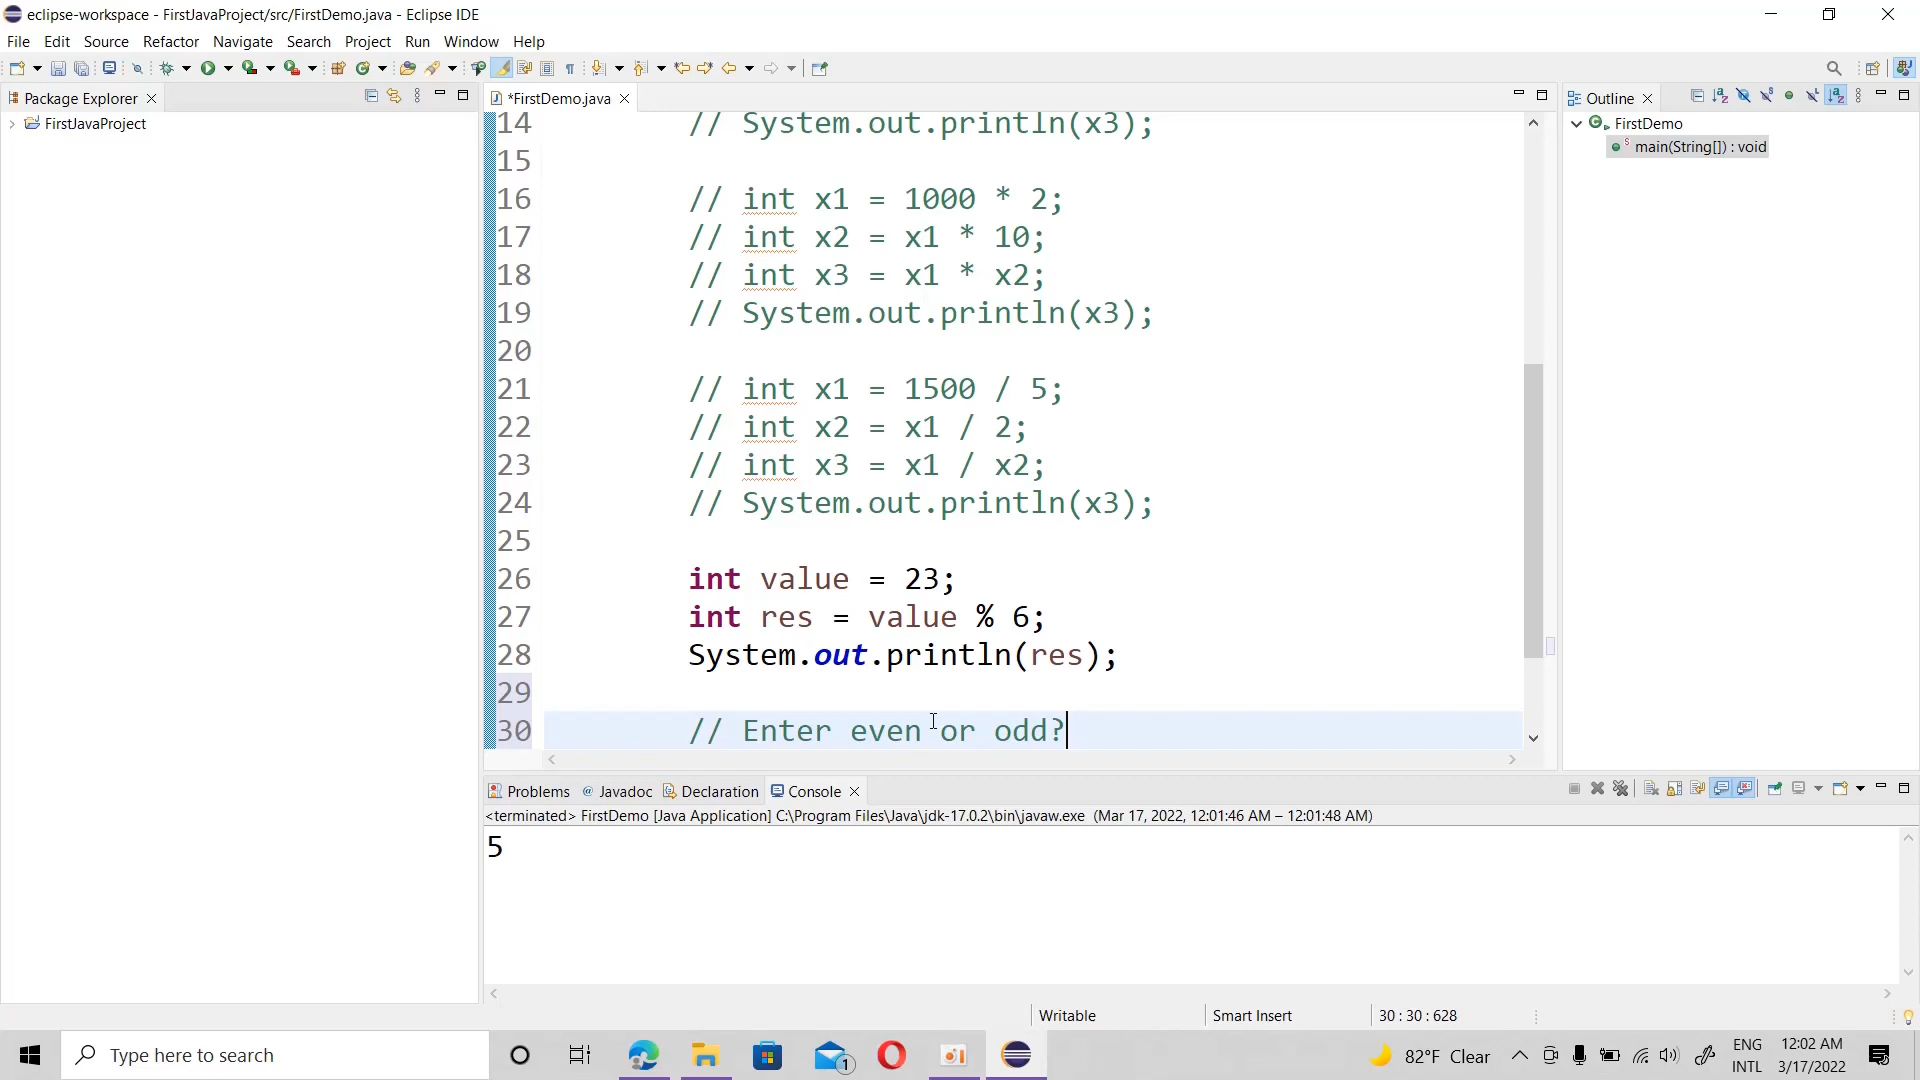 eclipse-workspace - FirstJavaProject/src/FirstDemo.java - Eclipse IDE
File Edit Source Refactor Navigate Search Project Run Window Help
Package Explorer
FirstJavaProject
*FirstDemo.java
14 // System.out.println(x3);
15
16 // int x1 = 1000 * 2;
17 // int x2 = x1 * 10;
18 // int x3 = x1 * x2;
19 // System.out.println(x3);
20
21 // int x1 = 1500 / 5;
22 // int x2 = x1 / 2;
23 // int x3 = x1 / x2;
24 // System.out.println(x3);
25
26 int value = 23;
27 int res = value % 6;
28 System.out.println(res);
29
30 // Enter even or odd?
Outline
FirstDemo
main(String[]) : void
Problems @ Javadoc Declaration Console
<terminated> FirstDemo [Java Application] C:\Program Files\Java\jdk-17.0.2\bin\javaw.exe (Mar 17, 2022, 12:01:46 AM – 12:01:48 AM)
5
Writable Smart Insert 30 : 30 : 628
Type here to search
1
82°F Clear
ENG
INTL
12:02 AM
3/17/2022